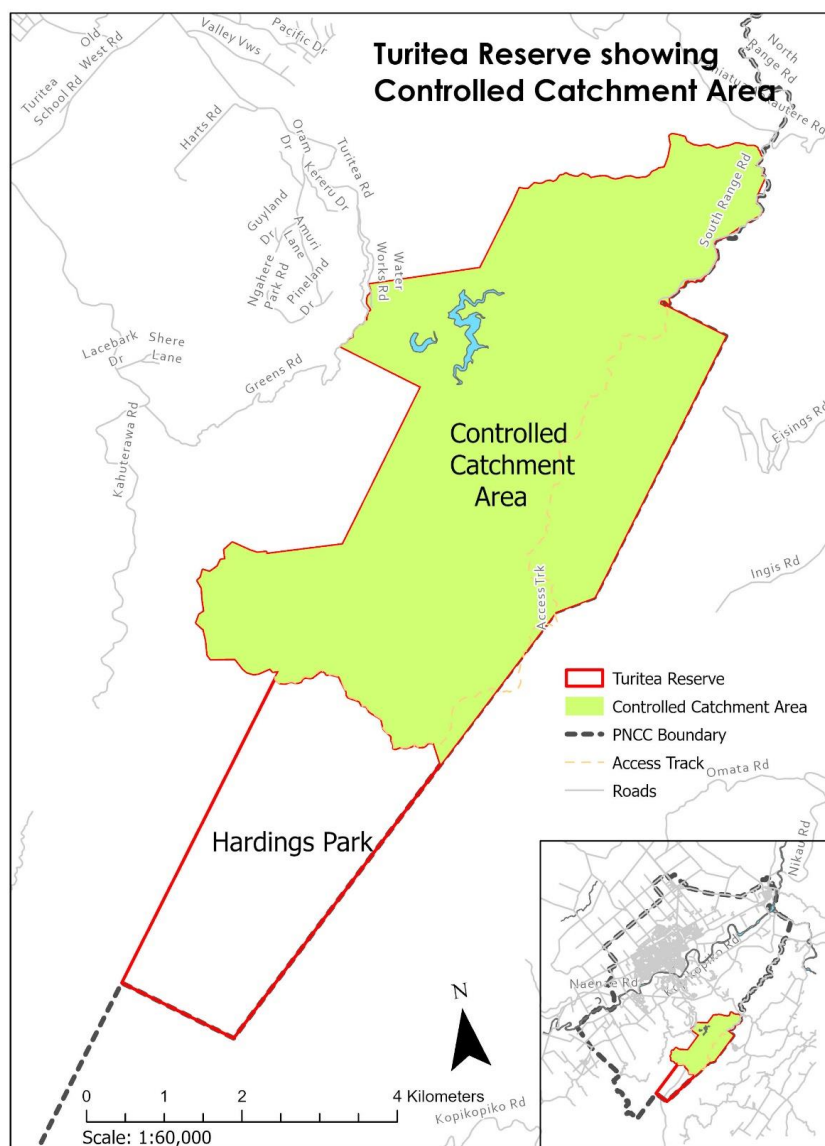 Turitea Reserve showing
Controlled Catchment Area
Old
West Rd
Turitea
School Rd
Valley Vws
Pacific Dr
North
Range Rd
Harts Rd
Oram
Dr
Kereru Dr
Turitea Rd
South Range Rd
Guyland
Dr
Amuri
Lane
Ngahere
Park Rd
Pineland
Dr
Water
Works Rd
Lacebark
Dr
Shere
Lane
Greens Rd
Kahuterawa Rd
Eisings Rd
Controlled
Catchment
Area
Ingis Rd
Access Trk
Turitea Reserve
Controlled Catchment Area
PNCC Boundary
Access Track
Roads
Omata Rd
Nikau Rd
Hardings Park
N
0
1
2
4 Kilometers
Scale: 1:60,000
Kopikopiko Rd
Kopikopiko Rd